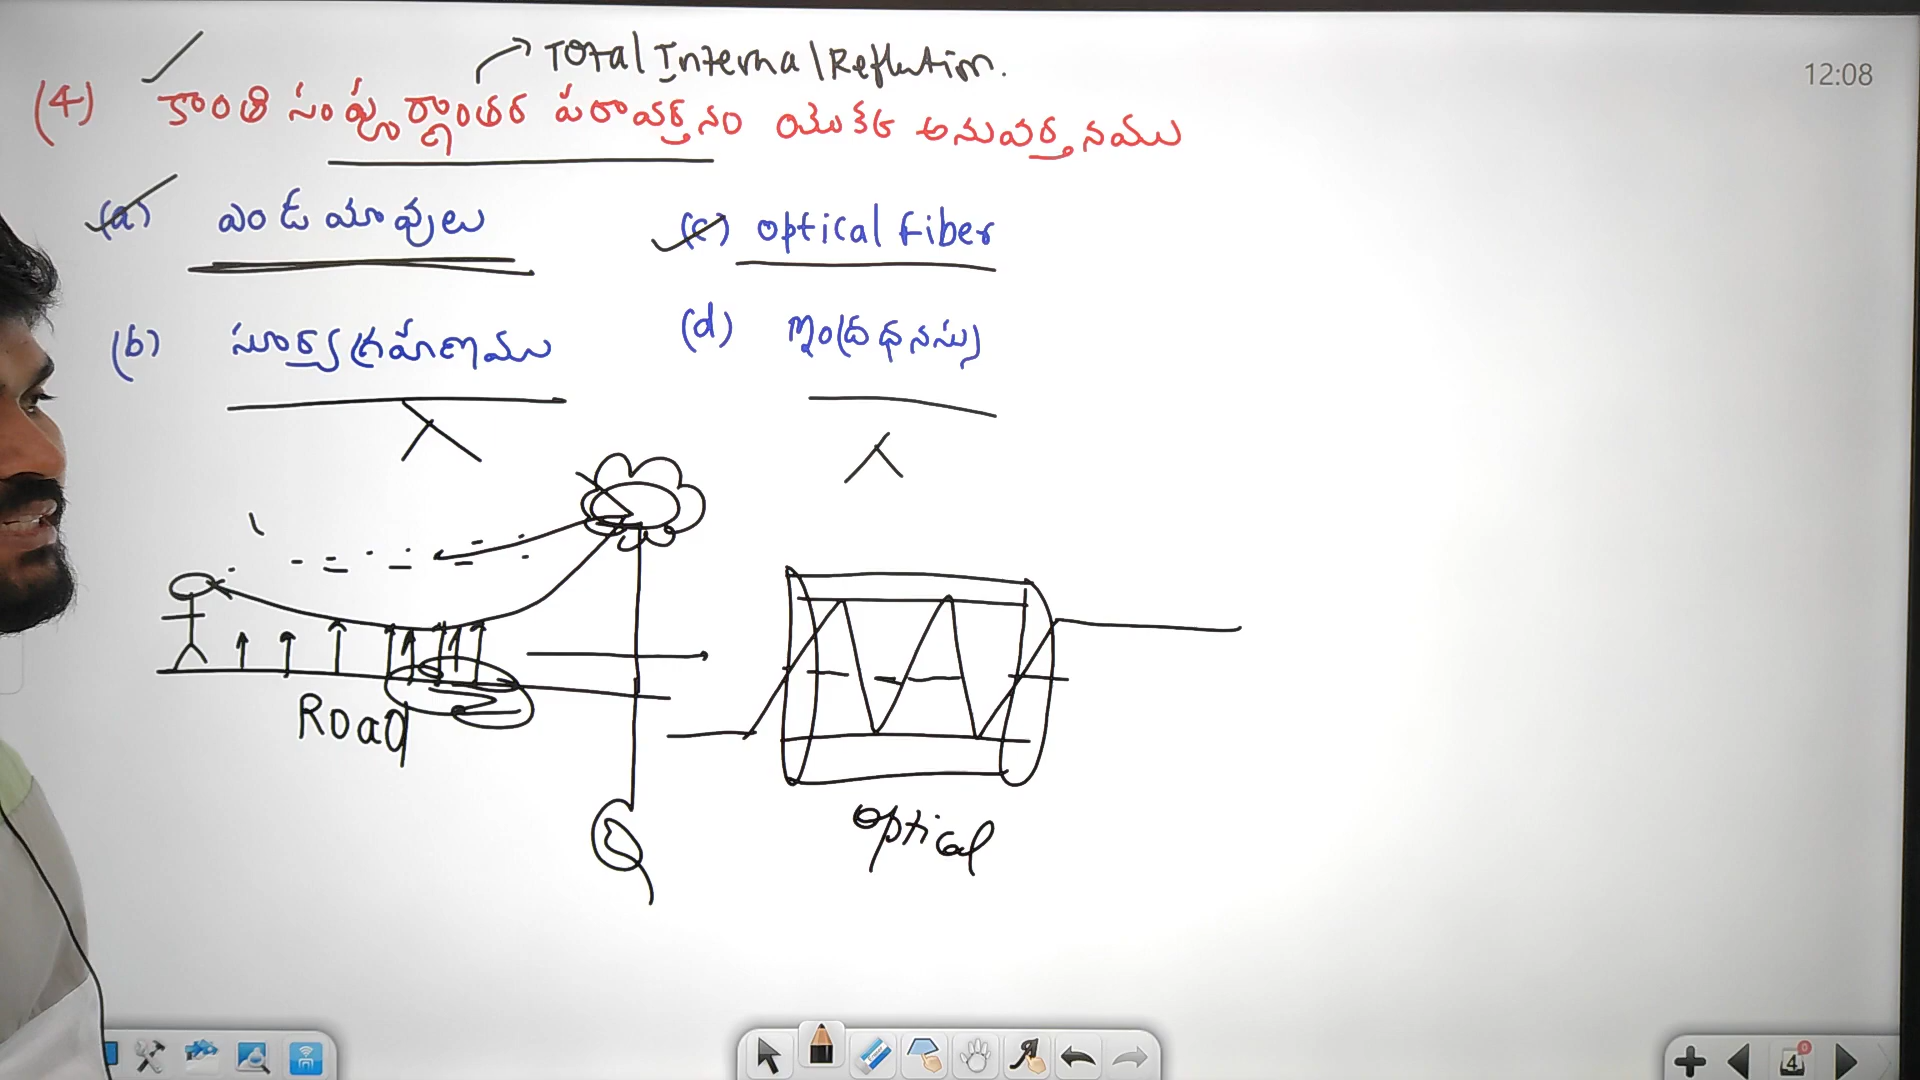 12:08
Total Internal Reflection.
(4) కాంతి సంపూర్ణాంతర పరావర్తనం యొక్క అనువర్తనము
(a) ఎండమావులు
(c) optical fiber
(b) సూర్యగ్రహణము
(d) ఇంద్రధనస్సు
Road
optical
4